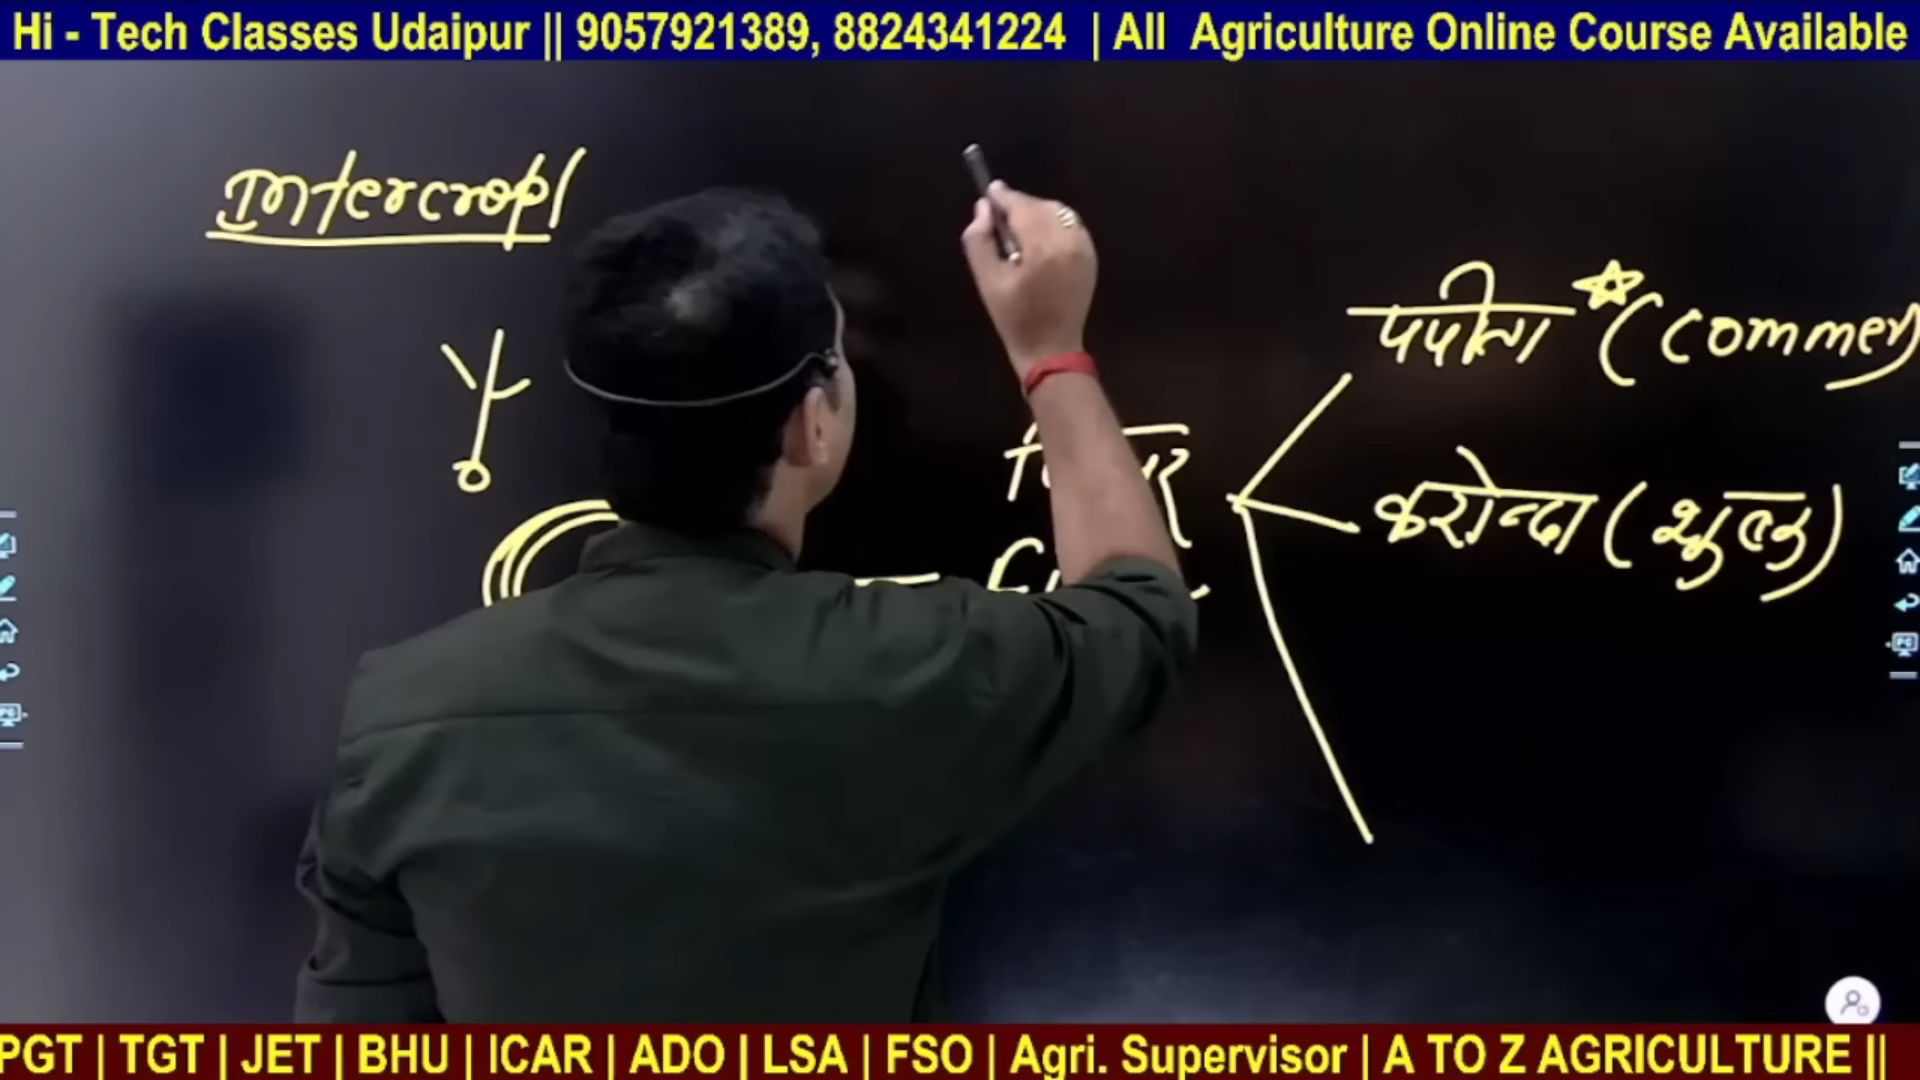 Hi - Tech Classes Udaipur || 9057921389, 8824341224 | All Agriculture Online Course Available
Intercrop
पपीता (Commer
करोन्दा (शुष्क)
PGT | TGT | JET | BHU | ICAR | ADO | LSA | FSO | Agri. Supervisor | A TO Z AGRICULTURE ||